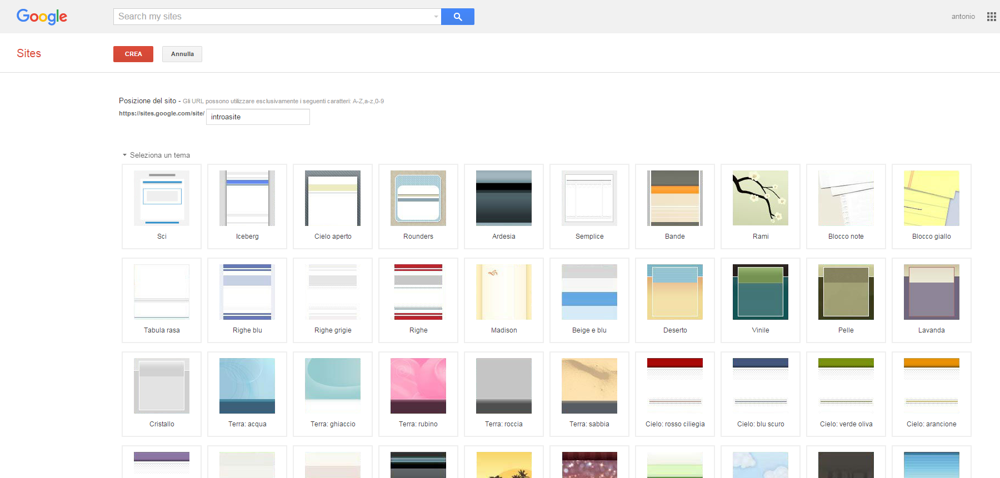 Google
Search my sites
antonio
Sites
CREA
Annulla
Posizione del sito - Gli URL possono utilizzare esclusivamente i seguenti caratteri: A-Z,a-z,0-9
https://sites.google.com/site/ introasite
Seleziona un tema
Sci
Iceberg
Cielo aperto
Rounders
Ardesia
Semplice
Bande
Rami
Blocco note
Blocco giallo
Tabula rasa
Righe blu
Righe grigie
Righe
Madison
Beige e blu
Deserto
Vinile
Pelle
Lavanda
Cristallo
Terra: acqua
Terra: ghiaccio
Terra: rubino
Terra: roccia
Terra: sabbia
Cielo: rosso ciliegia
Cielo: blu scuro
Cielo: verde oliva
Cielo: arancione